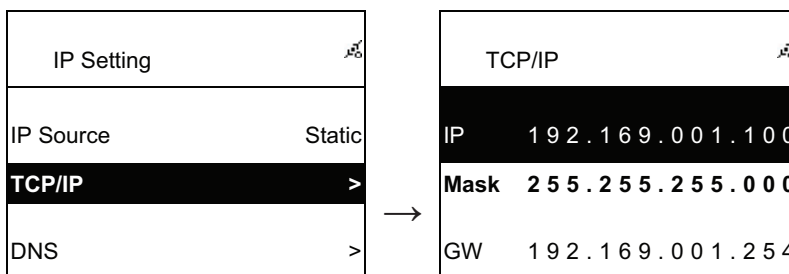 IP Setting
IP Source Static
TCP/IP >
DNS >
→
TCP/IP
IP 192.169.001.100
Mask 255.255.255.000
GW 192.169.001.254